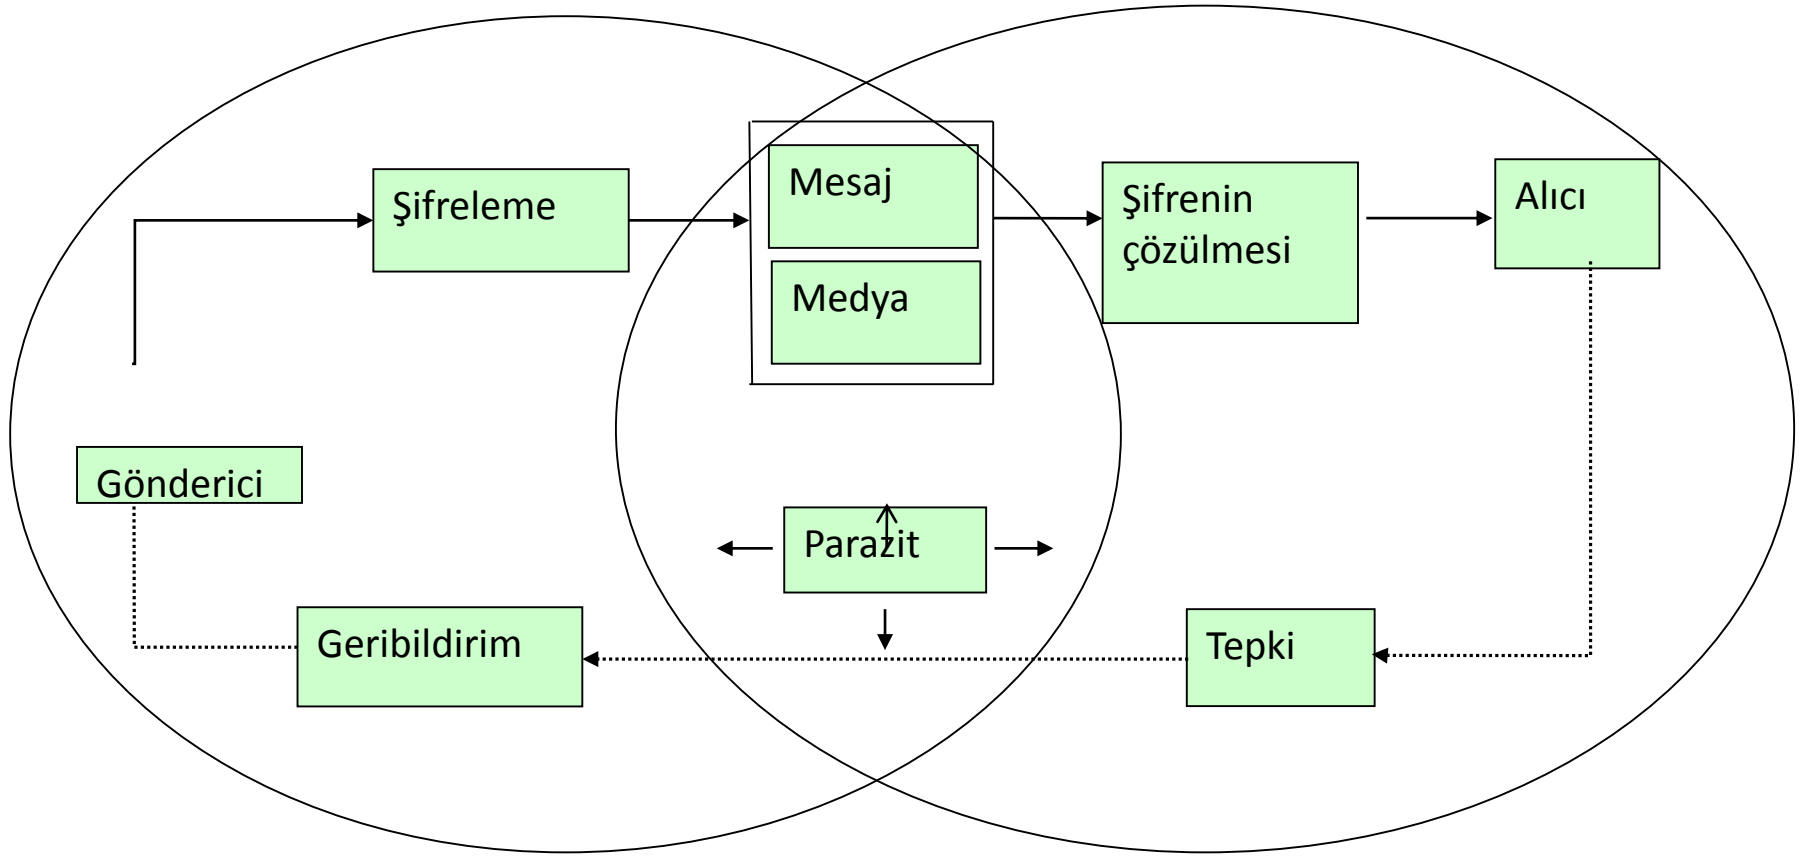 Şifreleme
Mesaj
Medya
Şifrenin
çözülmesi
Alıcı
Gönderici
Parazit
Geribildirim
Tepki